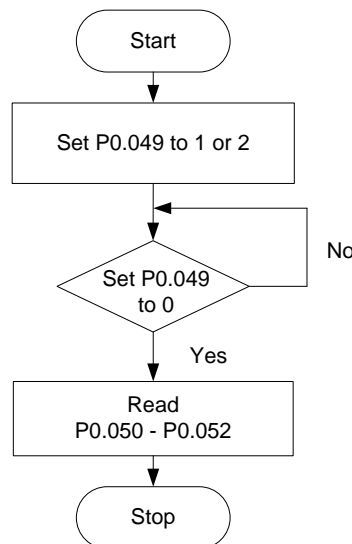 Start
Set P0.049 to 1 or 2
Set P0.049
to 0
No
Yes
Read
P0.050 - P0.052
Stop